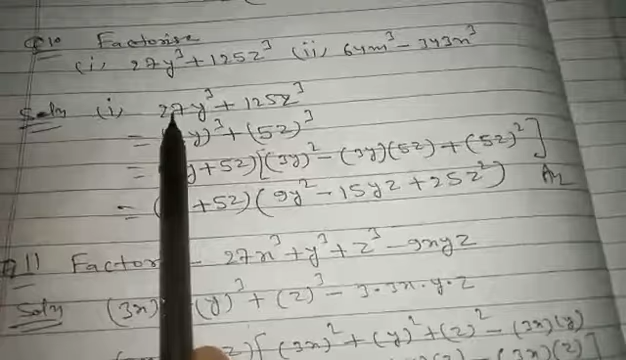 Q10 Factorise
(i) 27y³ + 125z³ (ii) 64m³ - 343n³
Soln (i) 27y³ + 125z³
= y)³ + (5z)³
= y + 5z) [(3y)² - (3y)(5z) + (5z)²]
= ( + 5z) (9y² - 15yz + 25z²) Ans
Q11 Factor 27x³ + y³ + z³ - 9xyz
Soln (3x) (y)³ + (z)³ - 3·3x·y·z
z) [(3x)² + (y)² + (z)² - (3x)(y)
(3x)(z)]